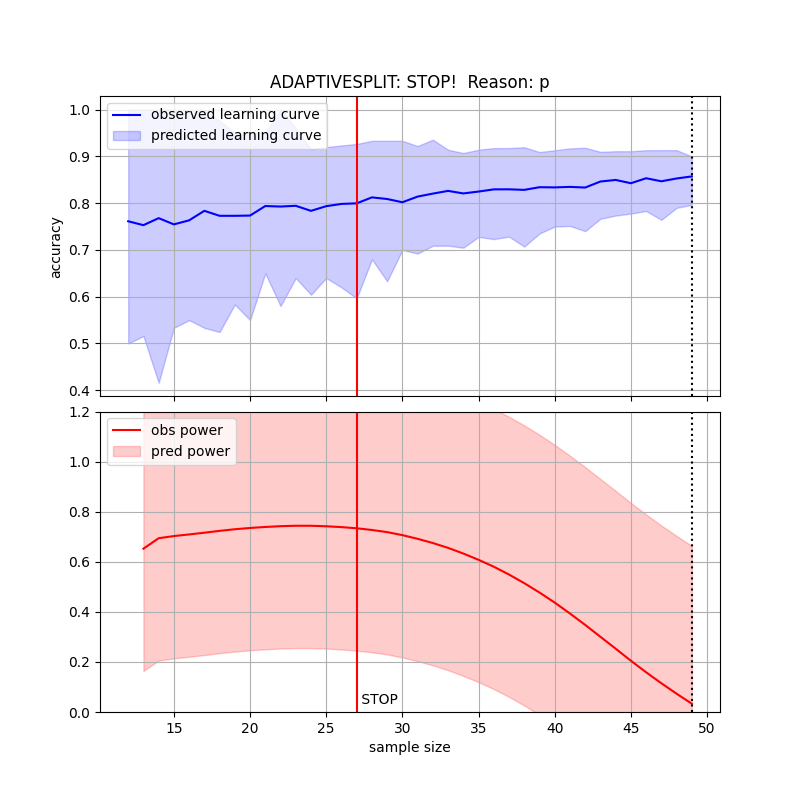 ADAPTIVESPLIT: STOP!  Reason: p
observed learning curve
predicted learning curve
1.0
0.9
0.8
0.7
0.6
0.5
0.4
accuracy
obs power
pred power
1.2
1.0
0.8
0.6
0.4
0.2
0.0
STOP
15 20 25 30 35 40 45 50
sample size